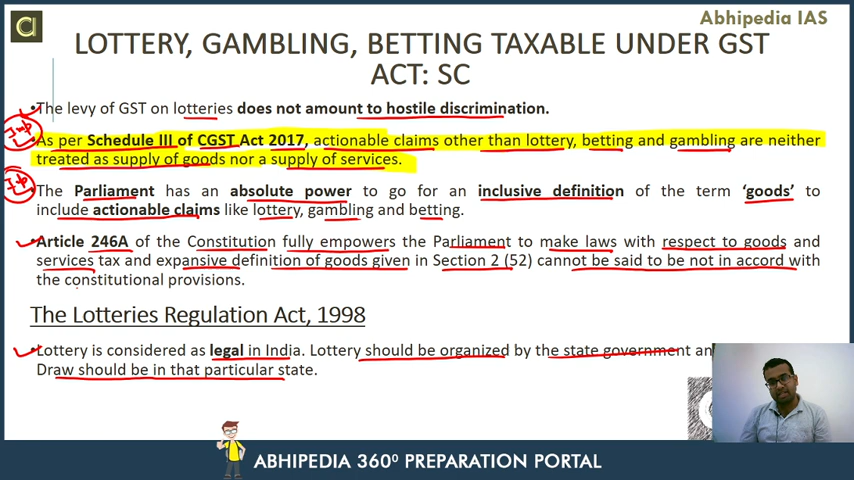 Abhipedia IAS
LOTTERY, GAMBLING, BETTING TAXABLE UNDER GST
ACT: SC
•The levy of GST on lotteries does not amount to hostile discrimination.
Imp
As per Schedule III of CGST Act 2017, actionable claims other than lottery, betting and gambling are neither
treated as supply of goods nor a supply of services.
Imp
The Parliament has an absolute power to go for an inclusive definition of the term ‘goods’ to
include actionable claims like lottery, gambling and betting.
•Article 246A of the Constitution fully empowers the Parliament to make laws with respect to goods and
services tax and expansive definition of goods given in Section 2 (52) cannot be said to be not in accord with
the constitutional provisions.
The Lotteries Regulation Act, 1998
•Lottery is considered as legal in India. Lottery should be organized by the state government
Draw should be in that particular state.
ABHIPEDIA 360⁰ PREPARATION PORTAL